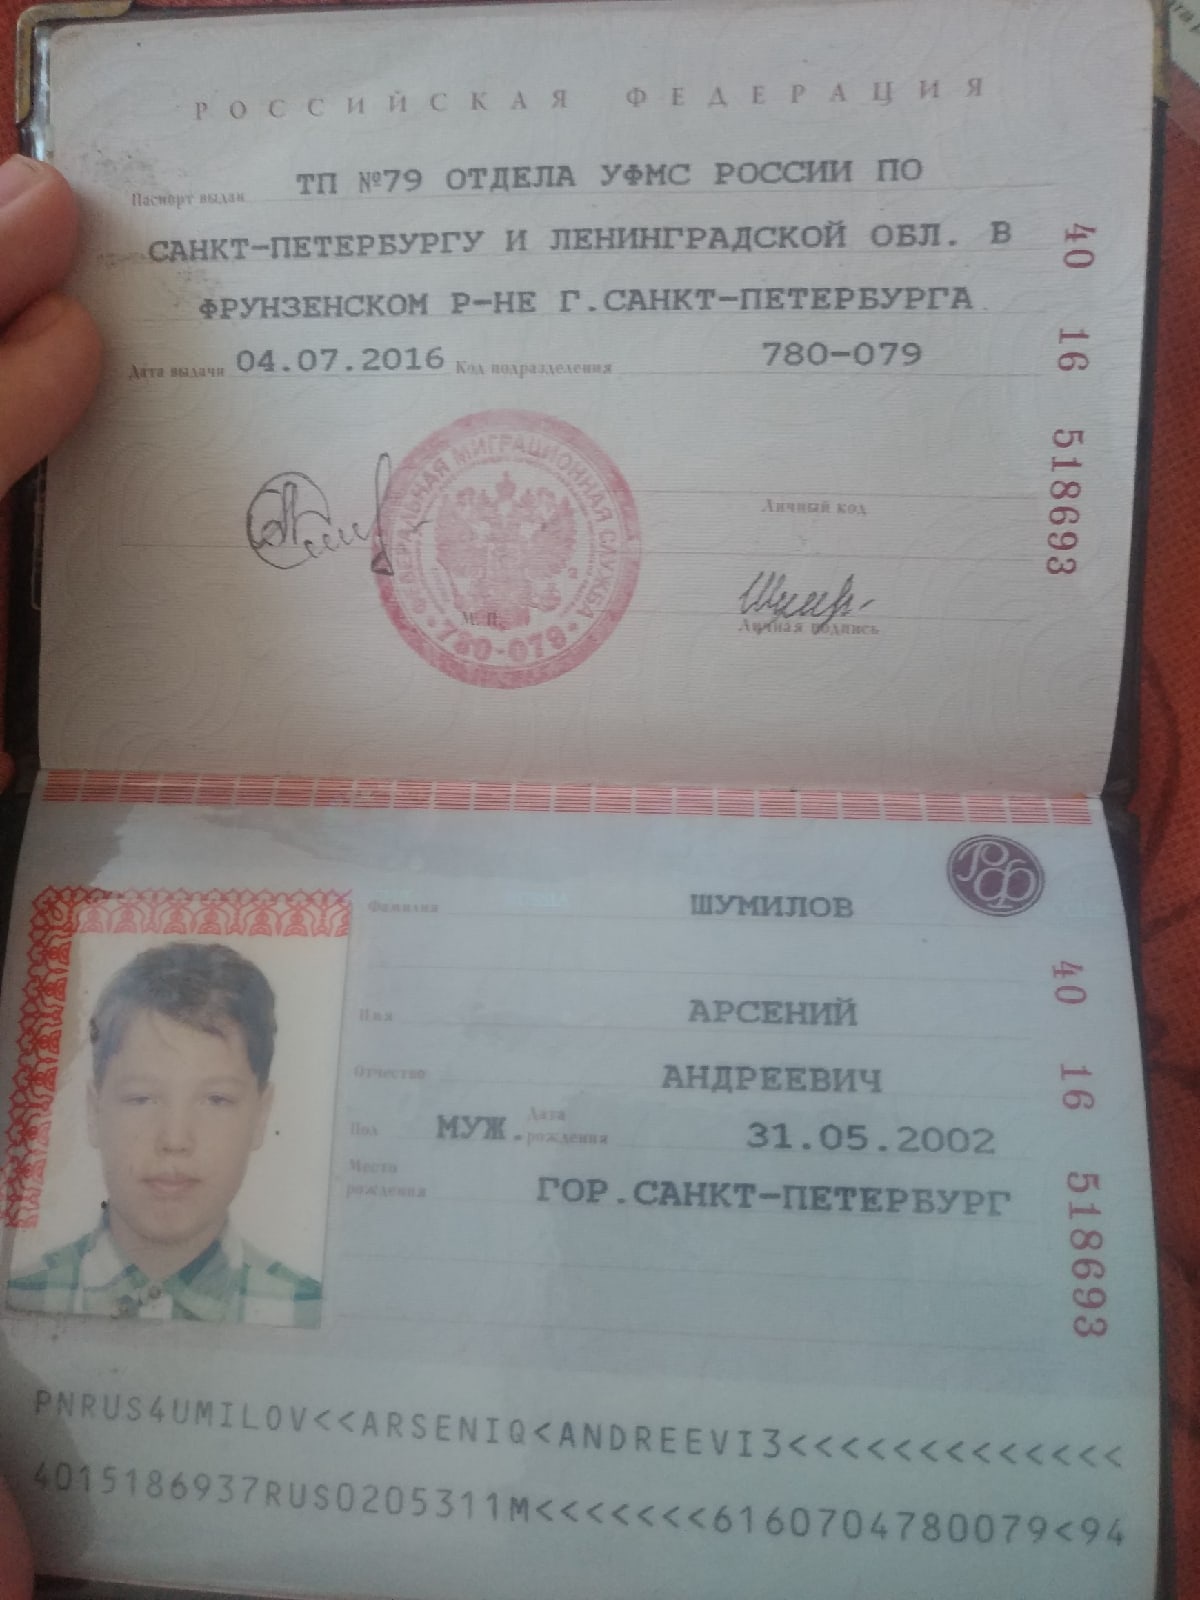 РОССИЙСКАЯ ФЕДЕРАЦИЯ
Паспорт выдан ТП №79 ОТДЕЛА УФМС РОССИИ ПО
САНКТ-ПЕТЕРБУРГУ И ЛЕНИНГРАДСКОЙ ОБЛ. В
ФРУНЗЕНСКОМ Р-НЕ Г.САНКТ-ПЕТЕРБУРГА
Дата выдачи 04.07.2016 Код подразделения 780-079
40 16 518693
ФЕДЕРАЛЬНАЯ МИГРАЦИОННАЯ СЛУЖБА
780-079
М. П.
Личный код
Личная подпись
РФ
Фамилия ШУМИЛОВ
Имя АРСЕНИЙ
Отчество АНДРЕЕВИЧ
Пол МУЖ. Дата рождения 31.05.2002
Место рождения ГОР.САНКТ-ПЕТЕРБУРГ
40 16 518693
PNRUS4UMILOV<<ARSENIQ<ANDREEVI3<<<<<<<<<<<<<
4015186937RUS0205311M<<<<<<<6160704780079<94